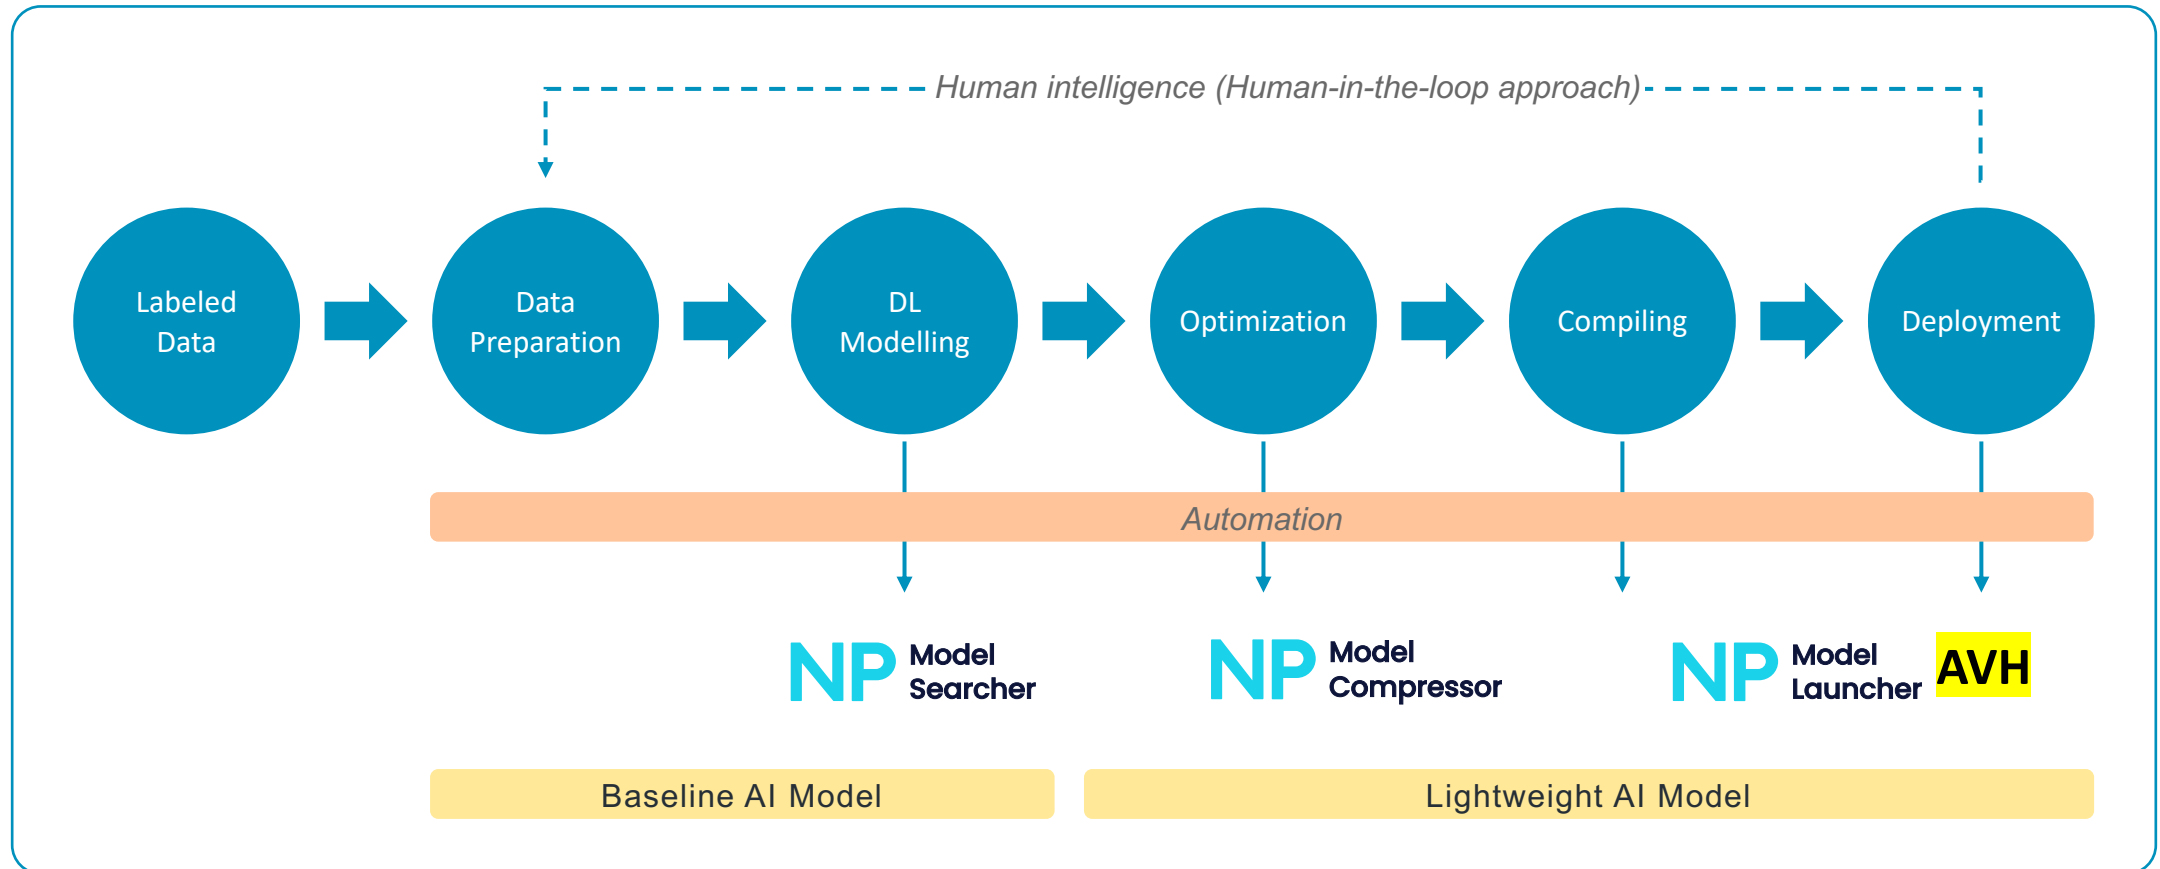 Human intelligence (Human-in-the-loop approach)
Labeled
Data
Data
Preparation
DL
Modelling
Optimization
Compiling
Deployment
Automation
NP Model
Searcher
NP Model
Compressor
NP Model
Launcher
AVH
Baseline AI Model
Lightweight AI Model